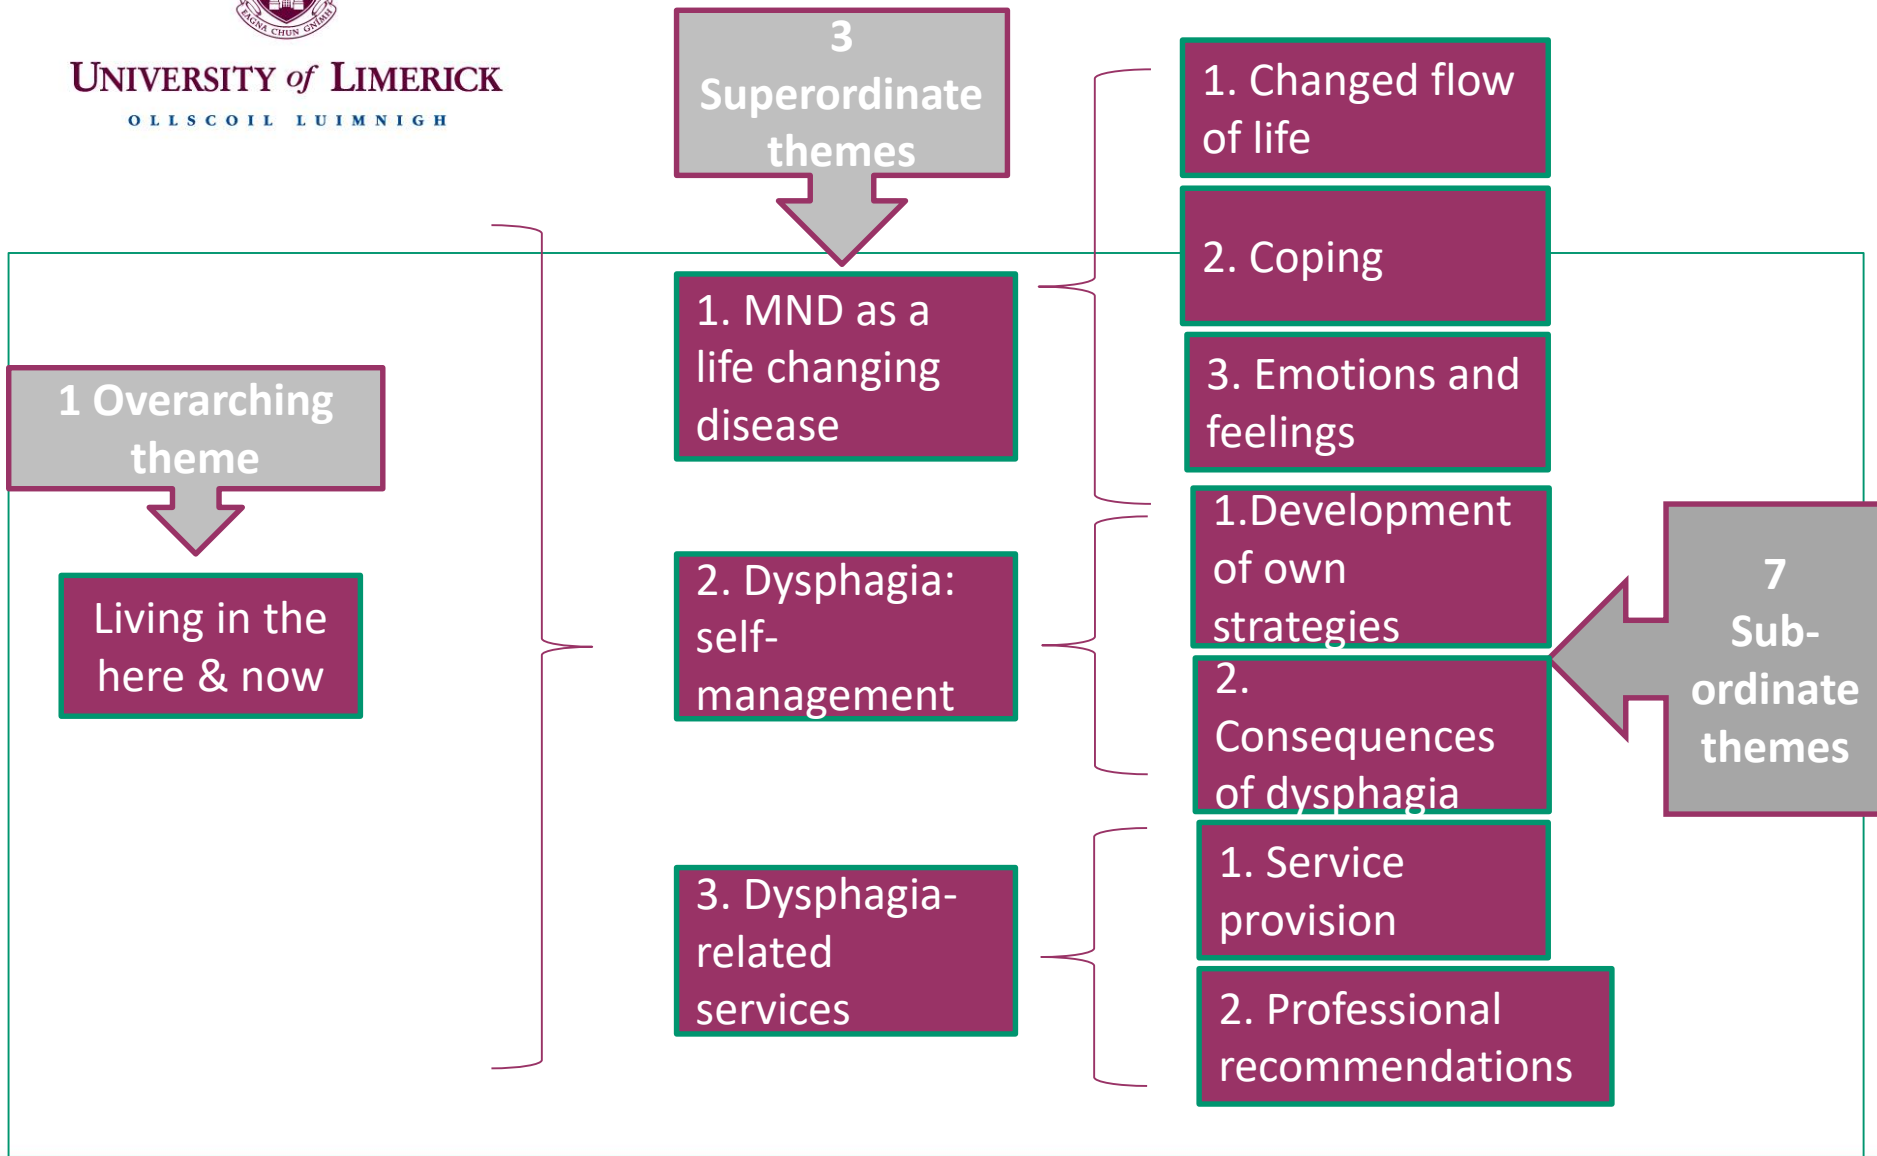 EAGNA CHUN GNÍMH
UNIVERSITY of LIMERICK
OLLSCOIL LUIMNIGH
3
Superordinate
themes
1 Overarching
theme
Living in the
here & now
1. MND as a
life changing
disease
2. Dysphagia:
self-
management
3. Dysphagia-
related
services
1. Changed flow
of life
2. Coping
3. Emotions and
feelings
1.Development
of own
strategies
2.
Consequences
of dysphagia
1. Service
provision
2. Professional
recommendations
7
Sub-
ordinate
themes